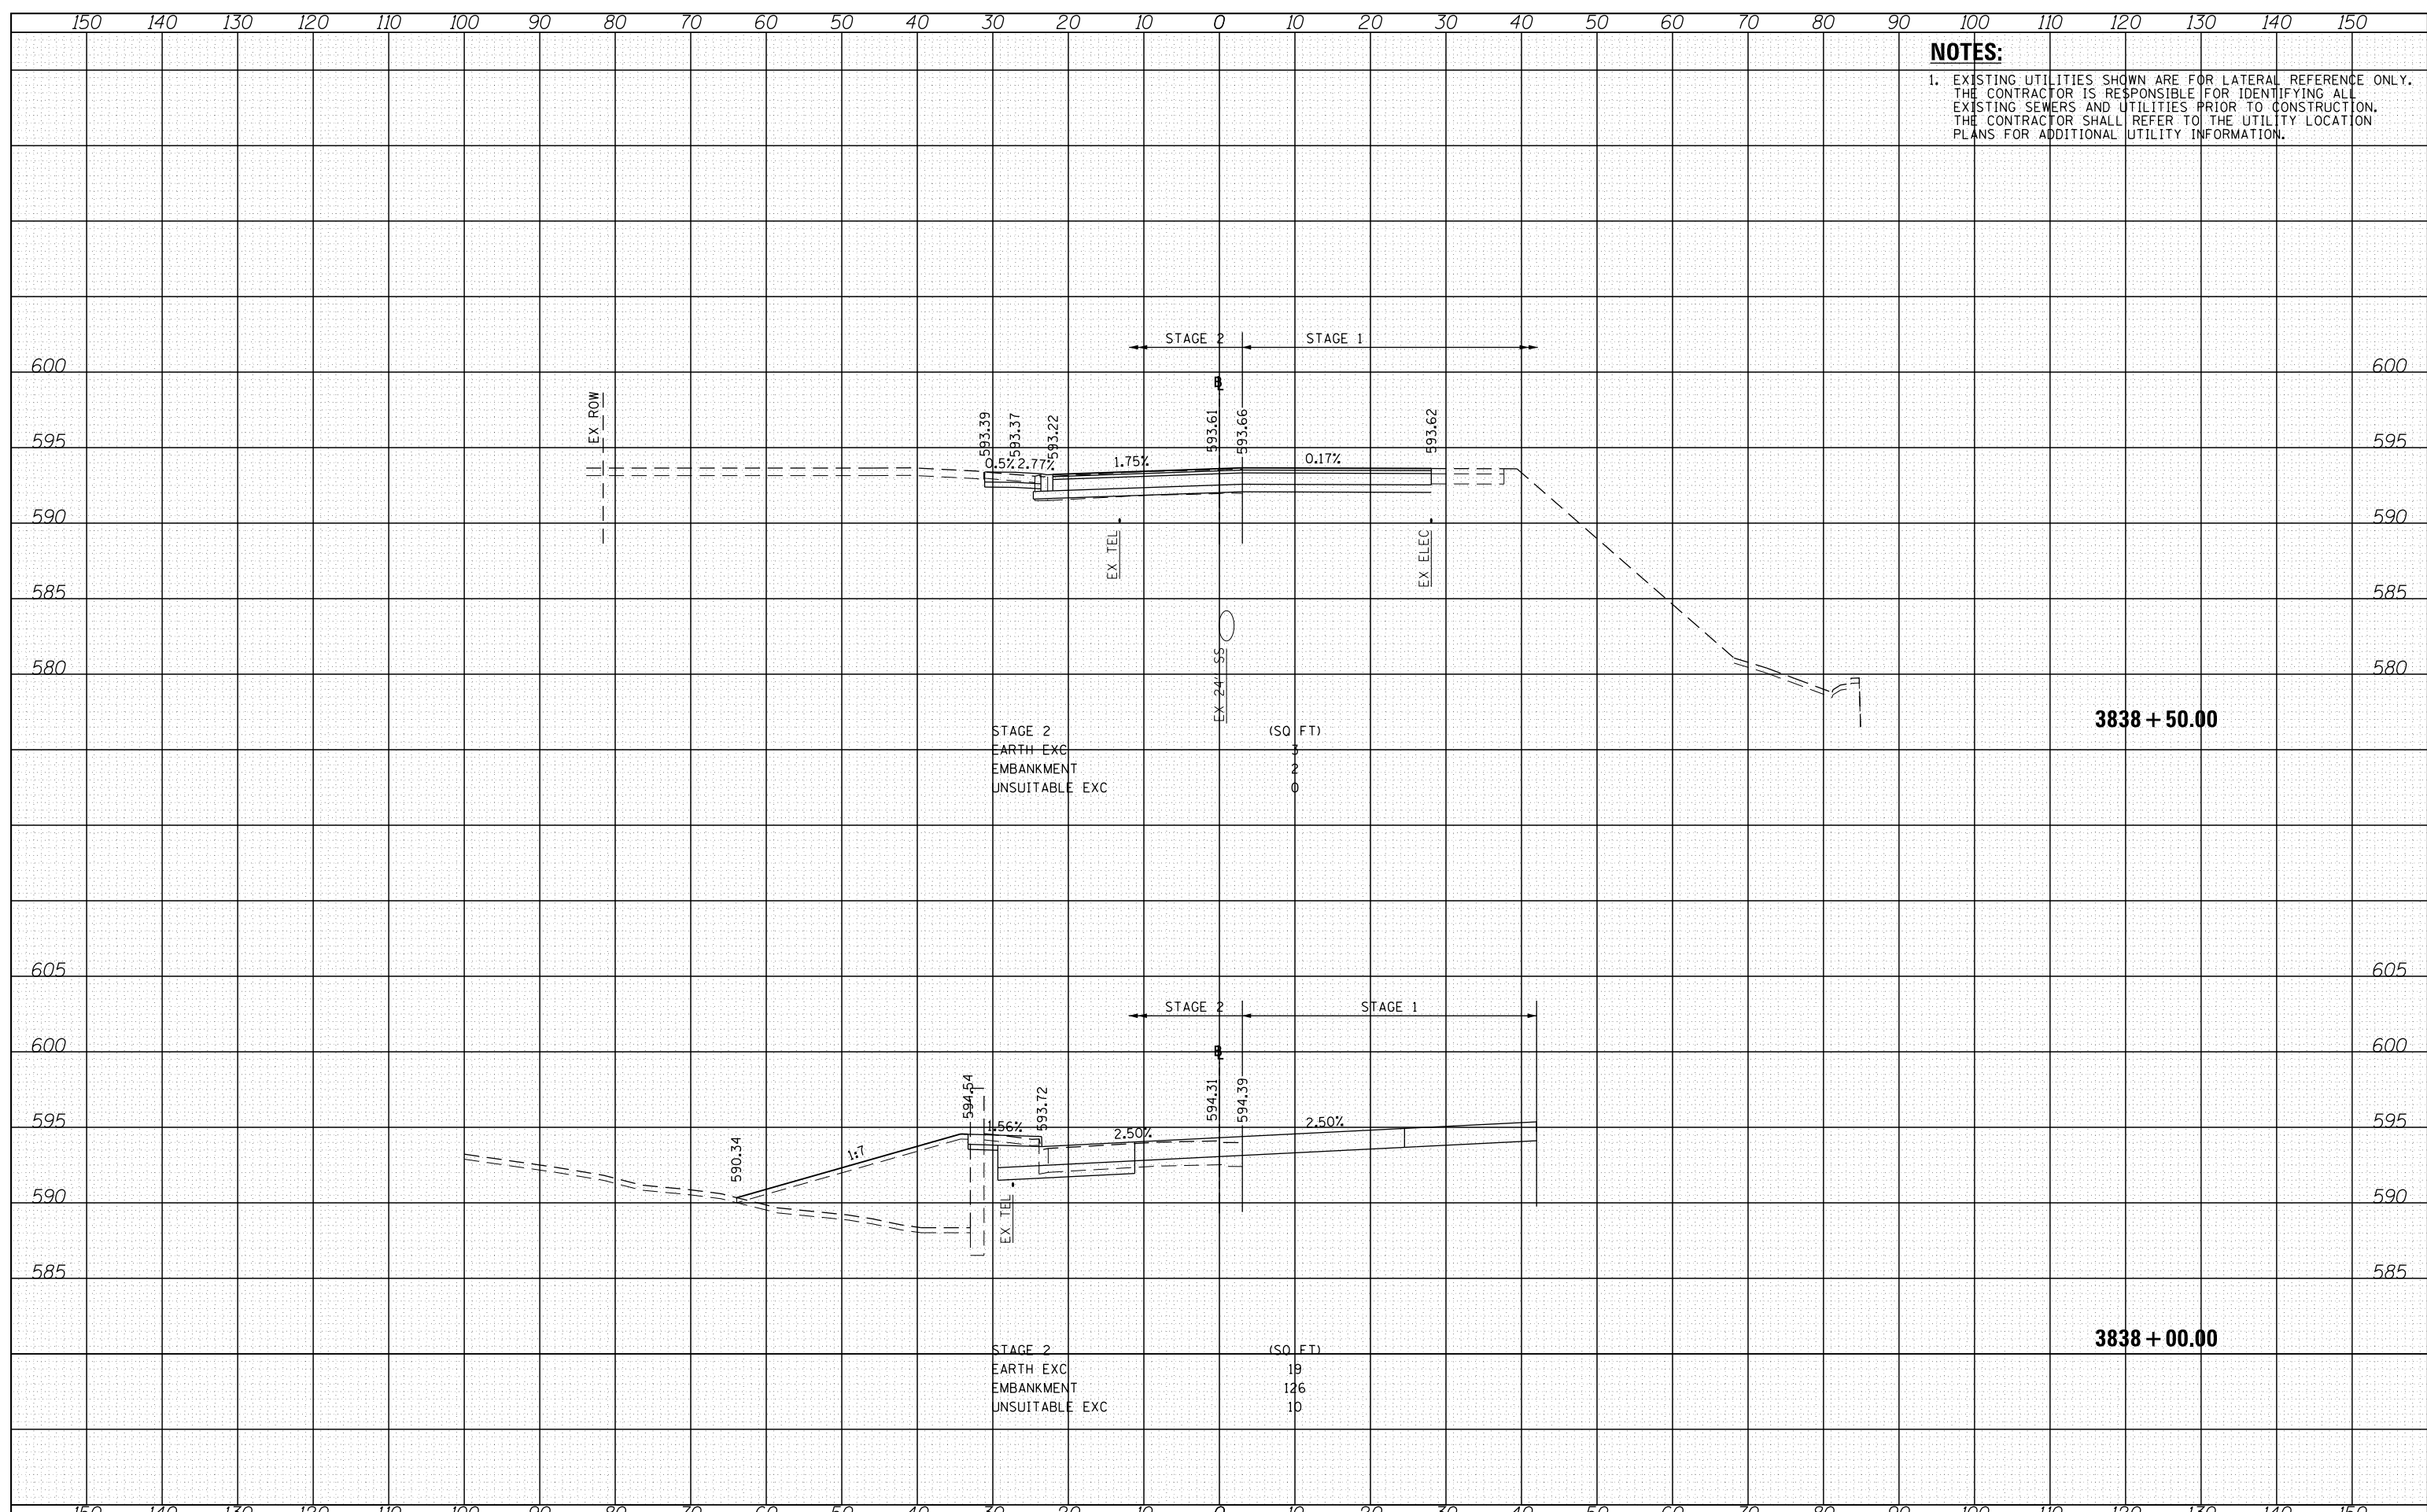 150 140 130 120 110 100 90 80 70 60 50 40 30 20 10 0 10 20 30 40 50 60 70 80 90 100 110 120 130 140 150
NOTES:
1. EXISTING UTILITIES SHOWN ARE FOR LATERAL REFERENCE ONLY.
THE CONTRACTOR IS RESPONSIBLE FOR IDENTIFYING ALL
EXISTING SEWERS AND UTILITIES PRIOR TO CONSTRUCTION.
THE CONTRACTOR SHALL REFER TO THE UTILITY LOCATION
PLANS FOR ADDITIONAL UTILITY INFORMATION.
STAGE 2 STAGE 1
600 600
BL
EX ROW 593.39 593.37 593.22 593.61 593.66 593.62
595 595
0.5% 2.77% 1.75% 0.17%
590 590
EX TEL EX ELEC
585 585
EX 24" SS
580 580
3838+50.00
STAGE 2 (SQ FT)
EARTH EXC 3
EMBANKMENT 2
UNSUITABLE EXC 0
605 605
STAGE 2 STAGE 1
600 600
BL
590.34 594.54 593.72 594.31 594.39
595 595
1:7 1.56% 2.50% 2.50%
590 590
EX TEL
585 585
3838+00.00
STAGE 2 (SQ FT)
EARTH EXC 19
EMBANKMENT 126
UNSUITABLE EXC 10
150 140 130 120 110 100 90 80 70 60 50 40 30 20 10 0 10 20 30 40 50 60 70 80 90 100 110 120 130 140 150